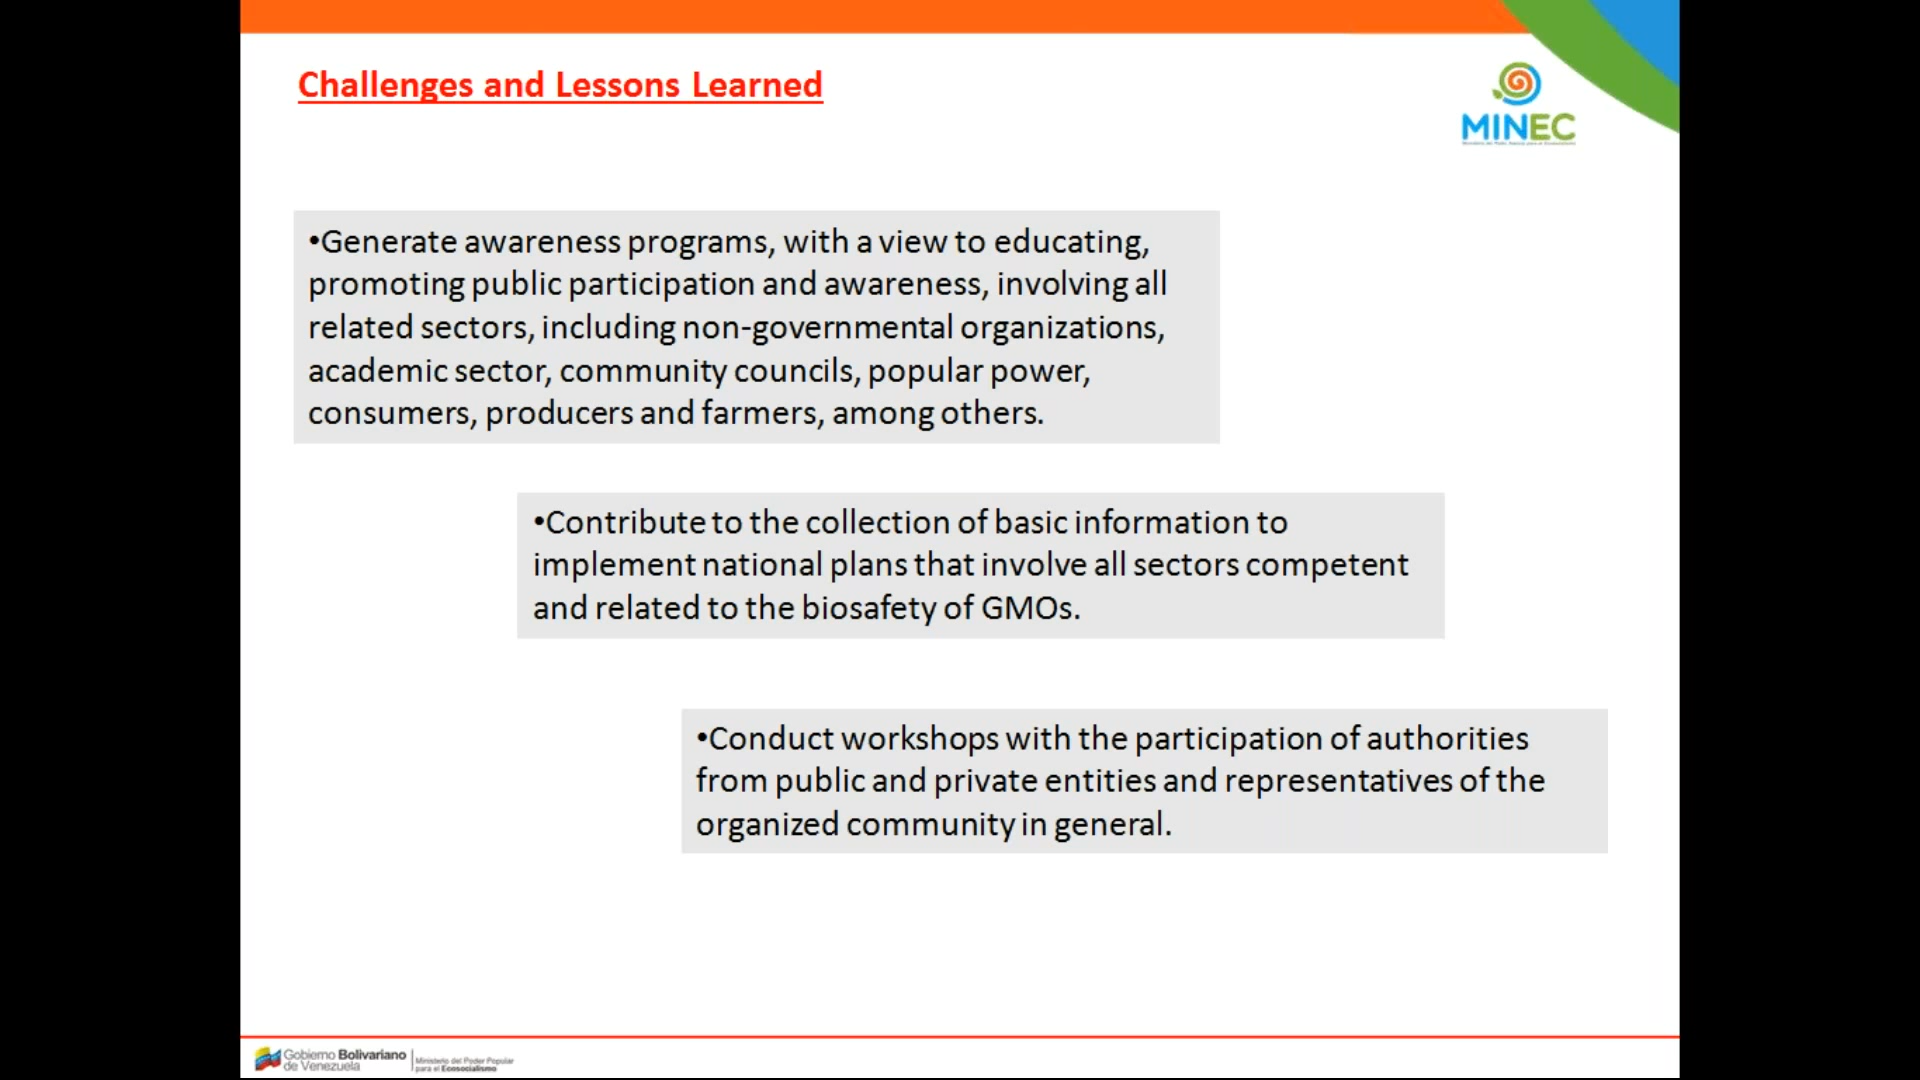 Challenges and Lessons Learned
MINEC
•Generate awareness programs, with a view to educating,
promoting public participation and awareness, involving all
related sectors, including non-governmental organizations,
academic sector, community councils, popular power,
consumers, producers and farmers, among others.
•Contribute to the collection of basic information to
implement national plans that involve all sectors competent
and related to the biosafety of GMOs.
•Conduct workshops with the participation of authorities
from public and private entities and representatives of the
organized community in general.
Gobierno Bolivariano
de Venezuela
Ministerio del Poder Popular
para el Ecosocialismo